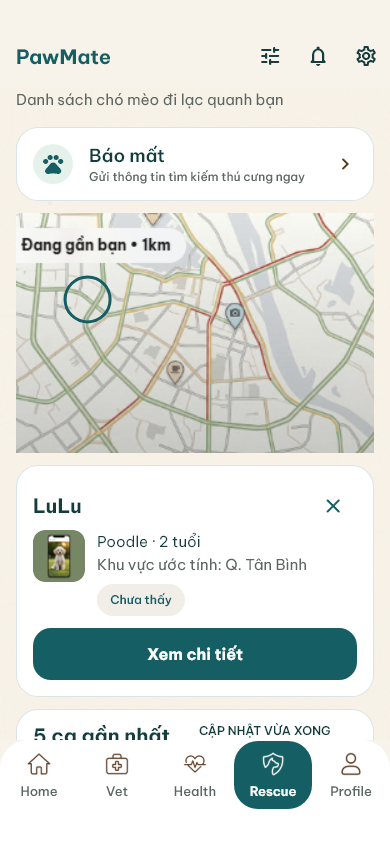 PawMate
Danh sách chó mèo đi lạc quanh bạn
Báo mất
Gửi thông tin tìm kiếm thú cưng ngay
Đang gần bạn • 1km
LuLu
Poodle · 2 tuổi
Khu vực ước tính: Q. Tân Bình
Chưa thấy
Xem chi tiết
5 ca gần nhất
CẬP NHẬT VỪA XONG
Home
Vet
Health
Rescue
Profile